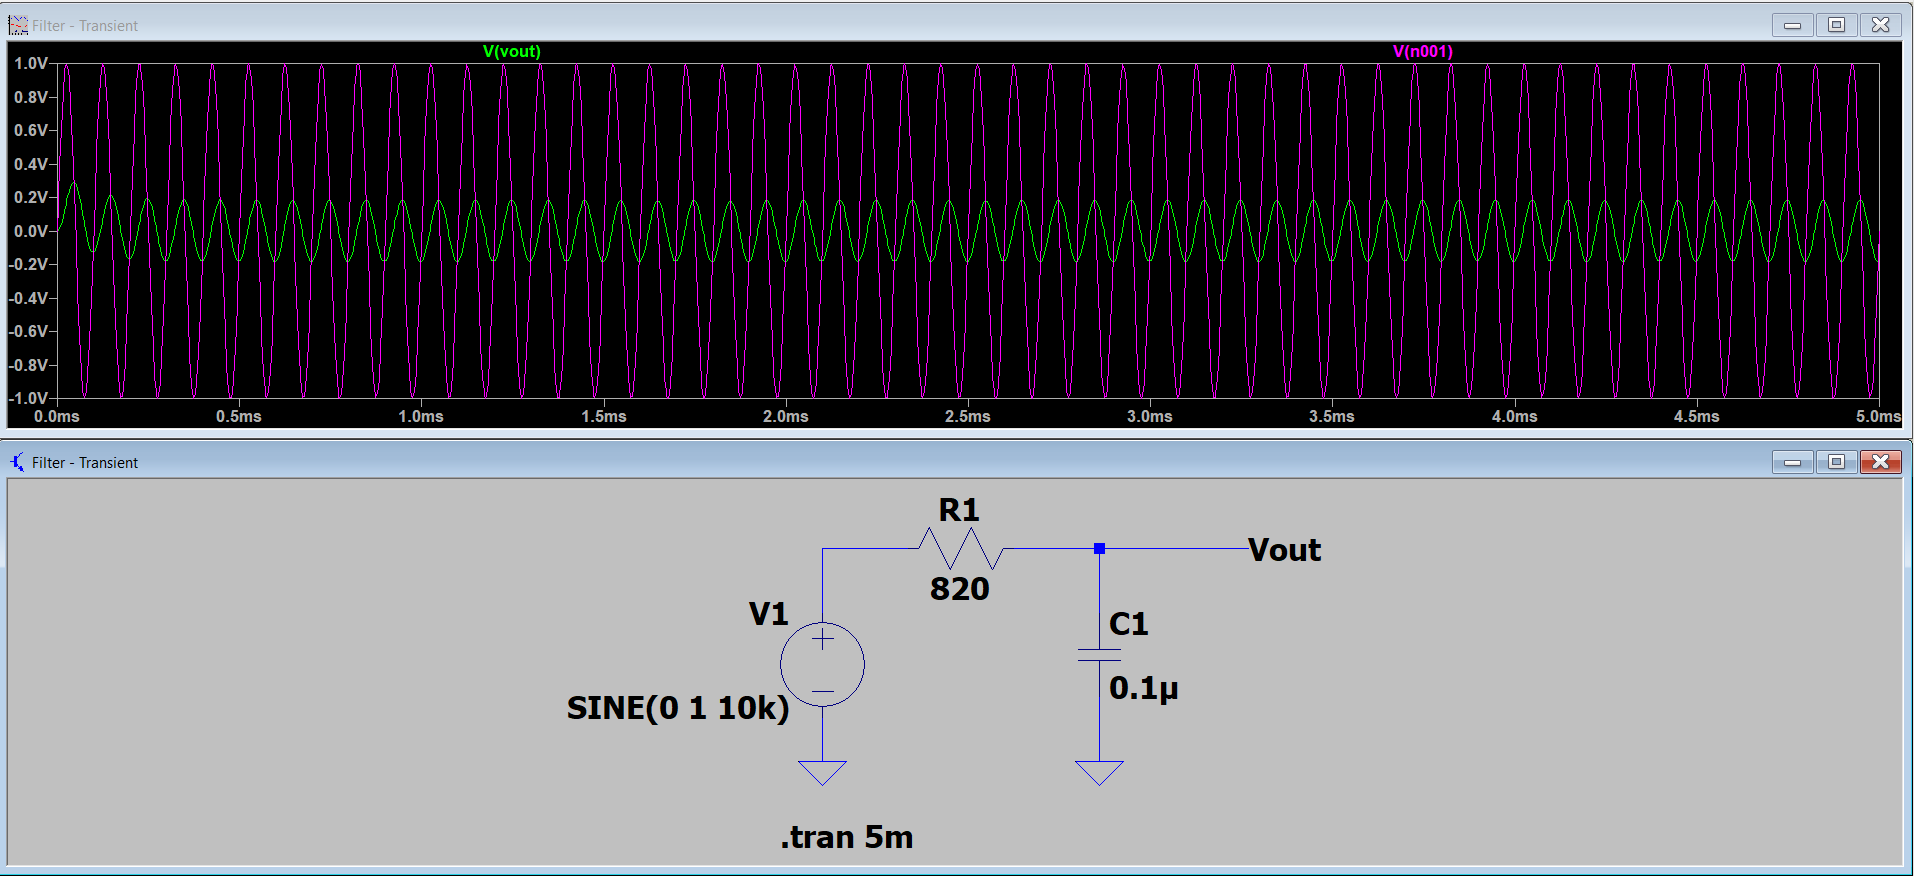 Filter - Transient
V(vout) V(n001)
1.0V
0.8V
0.6V
0.4V
0.2V
0.0V
-0.2V
-0.4V
-0.6V
-0.8V
-1.0V
0.0ms 0.5ms 1.0ms 1.5ms 2.0ms 2.5ms 3.0ms 3.5ms 4.0ms 4.5ms 5.0ms
Filter - Transient
R1
Vout
820
V1
C1
SINE(0 1 10k)
0.1µ
.tran 5m